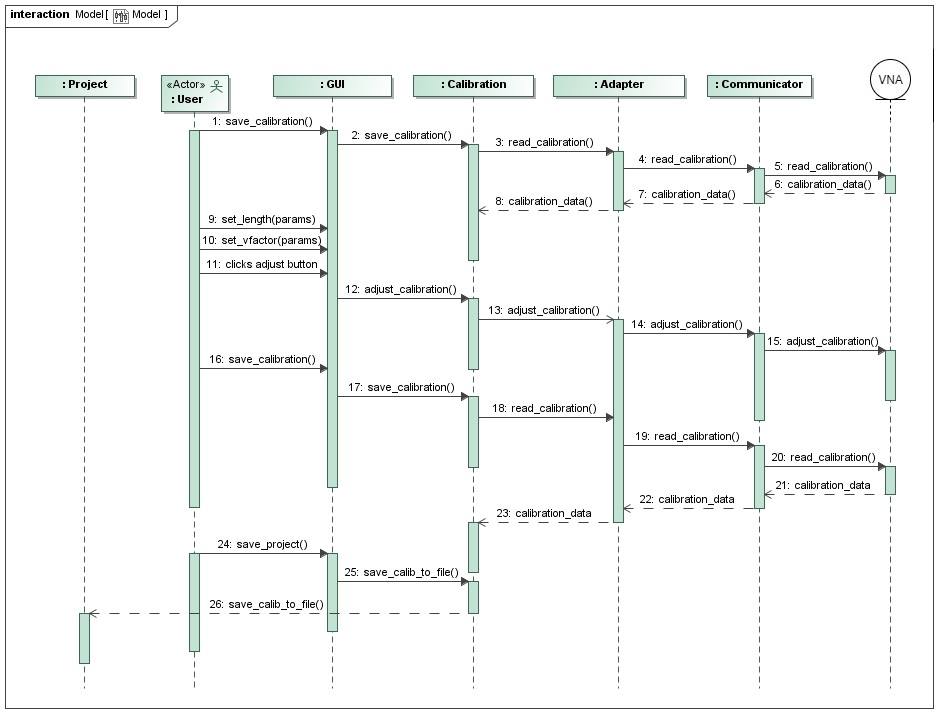 interaction Model[ Model ]
: Project
«Actor»
: User
: GUI
: Calibration
: Adapter
: Communicator
VNA
1: save_calibration()
2: save_calibration()
3: read_calibration()
4: read_calibration()
5: read_calibration()
6: calibration_data()
7: calibration_data()
8: calibration_data()
9: set_length(params)
10: set_vfactor(params)
11: clicks adjust button
12: adjust_calibration()
13: adjust_calibration()
14: adjust_calibration()
15: adjust_calibration()
16: save_calibration()
17: save_calibration()
18: read_calibration()
19: read_calibration()
20: read_calibration()
21: calibration_data
22: calibration_data
23: calibration_data
24: save_project()
25: save_calib_to_file()
26: save_calib_to_file()